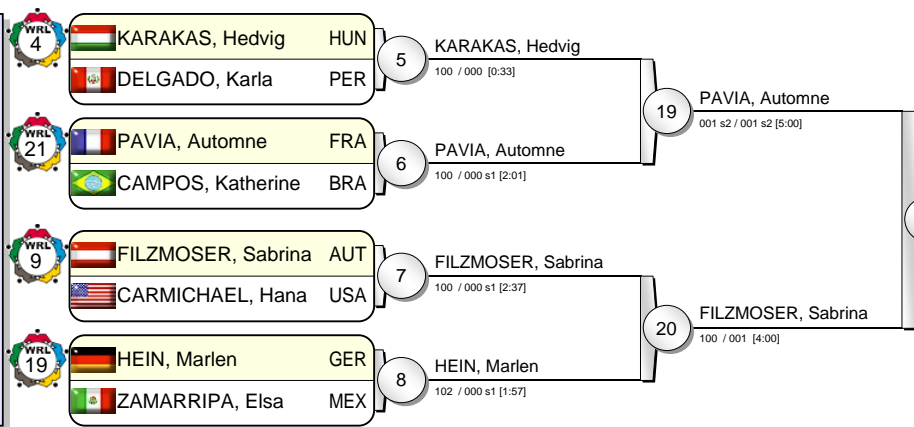 WRL 4
KARAKAS, Hedvig HUN
DELGADO, Karla PER
5
KARAKAS, Hedvig
100 / 000 [0:33]
19
PAVIA, Automne
001 s2 / 001 s2 [5:00]
WRL 21
PAVIA, Automne FRA
CAMPOS, Katherine BRA
6
PAVIA, Automne
100 / 000 s1 [2:01]
WRL 9
FILZMOSER, Sabrina AUT
CARMICHAEL, Hana USA
7
FILZMOSER, Sabrina
100 / 000 s1 [2:37]
20
FILZMOSER, Sabrina
100 / 001 [4:00]
WRL 19
HEIN, Marlen GER
ZAMARRIPA, Elsa MEX
8
HEIN, Marlen
102 / 000 s1 [1:57]